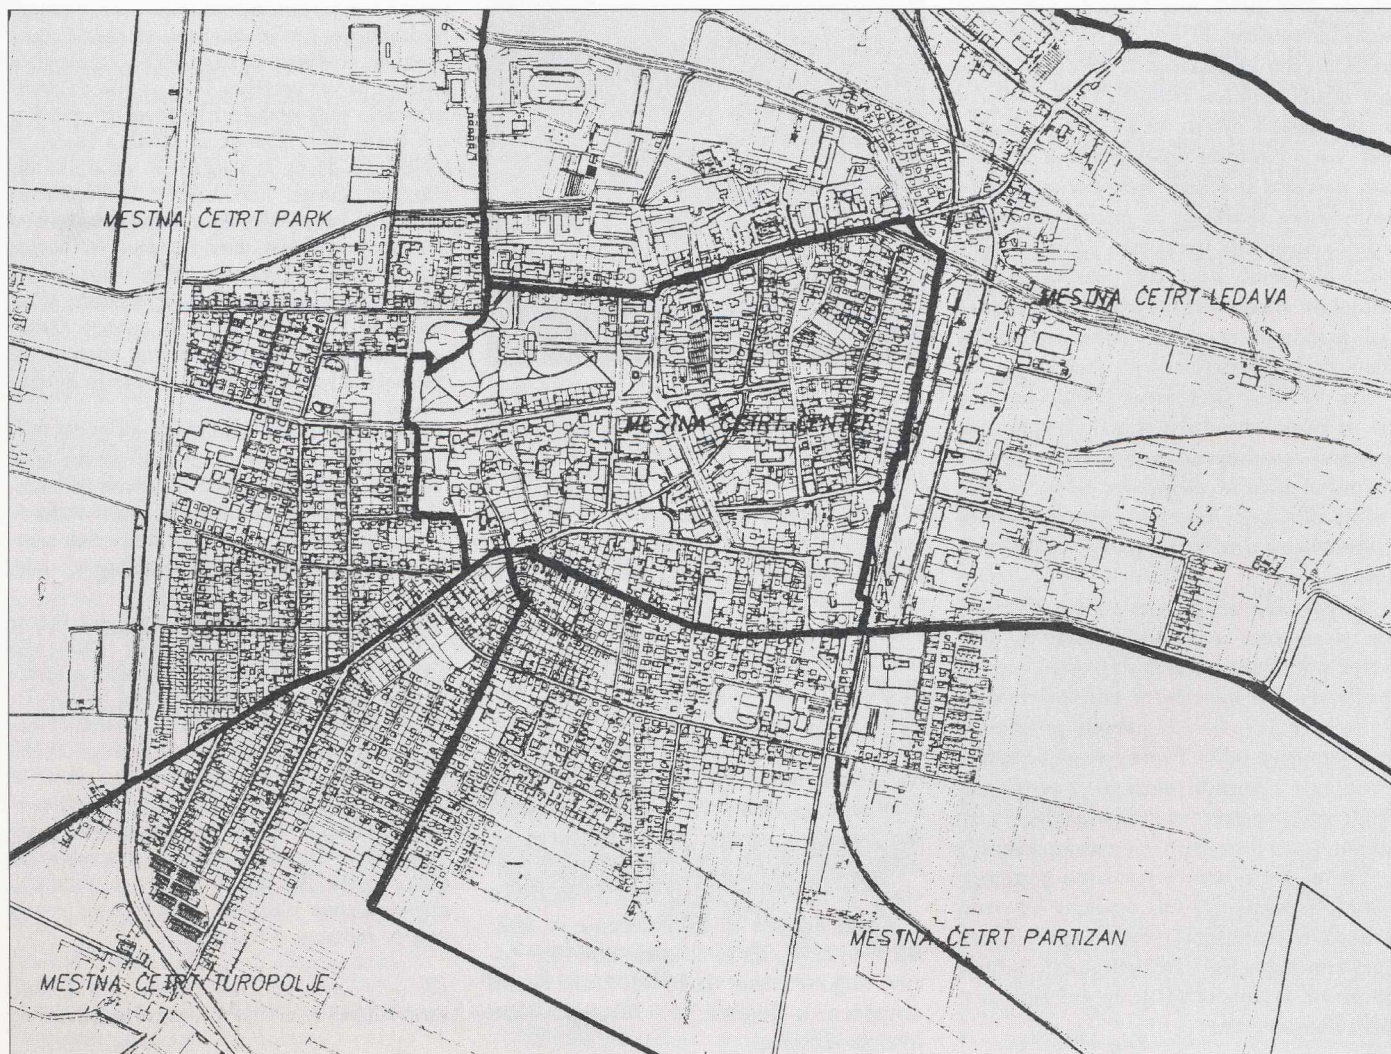 MESTNA ČETRT PARK
MESTNA ČETRT LEDAVA
MESTNA ČETRT CENTER
MESTNA ČETRT PARTIZAN
MESTNA ČETRT TUROPOLJE